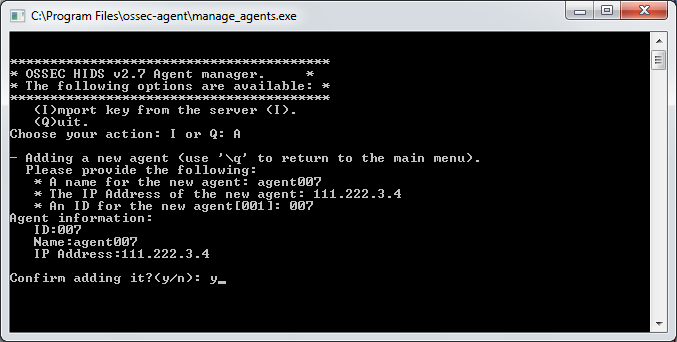 C:\Program Files\ossec-agent\manage_agents.exe
****************************************
* OSSEC HIDS v2.7 Agent manager.     *
* The following options are available: *
****************************************
   (I)mport key from the server (I).
   (Q)uit.
Choose your action: I or Q: A
- Adding a new agent (use '\q' to return to the main menu).
  Please provide the following:
   * A name for the new agent: agent007
   * The IP Address of the new agent: 111.222.3.4
   * An ID for the new agent[001]: 007
Agent information:
   ID:007
   Name:agent007
   IP Address:111.222.3.4
Confirm adding it?(y/n): y_